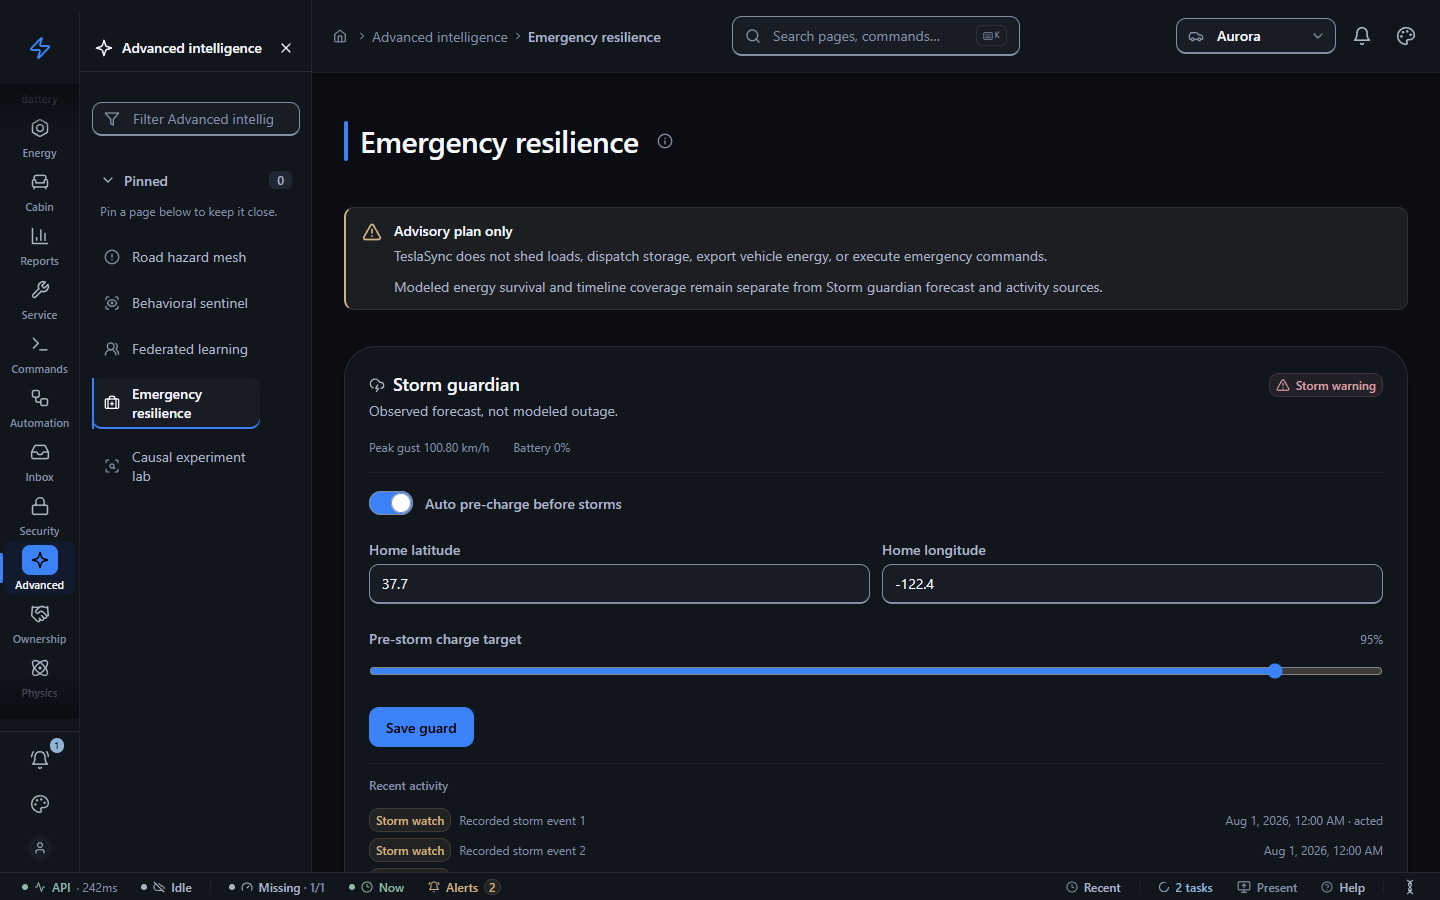 Advanced intelligence
Advanced intelligence
Emergency resilience
Search pages, commands...
K
Aurora
Battery
Energy
Cabin
Reports
Service
Commands
Automation
Inbox
Security
Advanced
Ownership
Physics
1
Filter Advanced intellig
Pinned
0
Pin a page below to keep it close.
Road hazard mesh
Behavioral sentinel
Federated learning
Emergency
resilience
Causal experiment
lab
Emergency resilience
Advisory plan only
TeslaSync does not shed loads, dispatch storage, export vehicle energy, or execute emergency commands.
Modeled energy survival and timeline coverage remain separate from Storm guardian forecast and activity sources.
Storm guardian
Storm warning
Observed forecast, not modeled outage.
Peak gust 100.80 km/h
Battery 0%
Auto pre-charge before storms
Home latitude
Home longitude
37.7
-122.4
Pre-storm charge target
95%
Save guard
Recent activity
Storm watch Recorded storm event 1
Aug 1, 2026, 12:00 AM · acted
Storm watch Recorded storm event 2
Aug 1, 2026, 12:00 AM
API · 242ms
Idle
Missing · 1/1
Now
Alerts 2
Recent
2 tasks
Present
Help